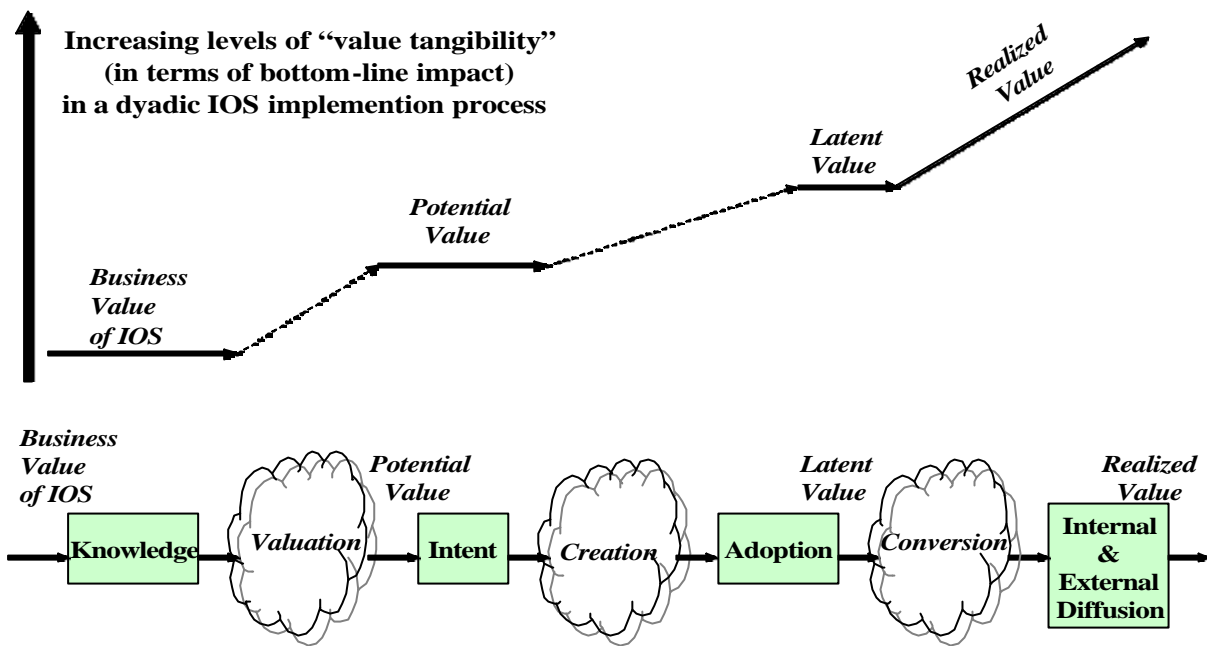 Increasing levels of “value tangibility”
(in terms of bottom-line impact)
in a dyadic IOS implemention process
Realized
Value
Latent
Value
Potential
Value
Business
Value
of IOS
Business
Value
of IOS
Potential
Value
Latent
Value
Realized
Value
Knowledge
Valuation
Intent
Creation
Adoption
Conversion
Internal
&
External
Diffusion